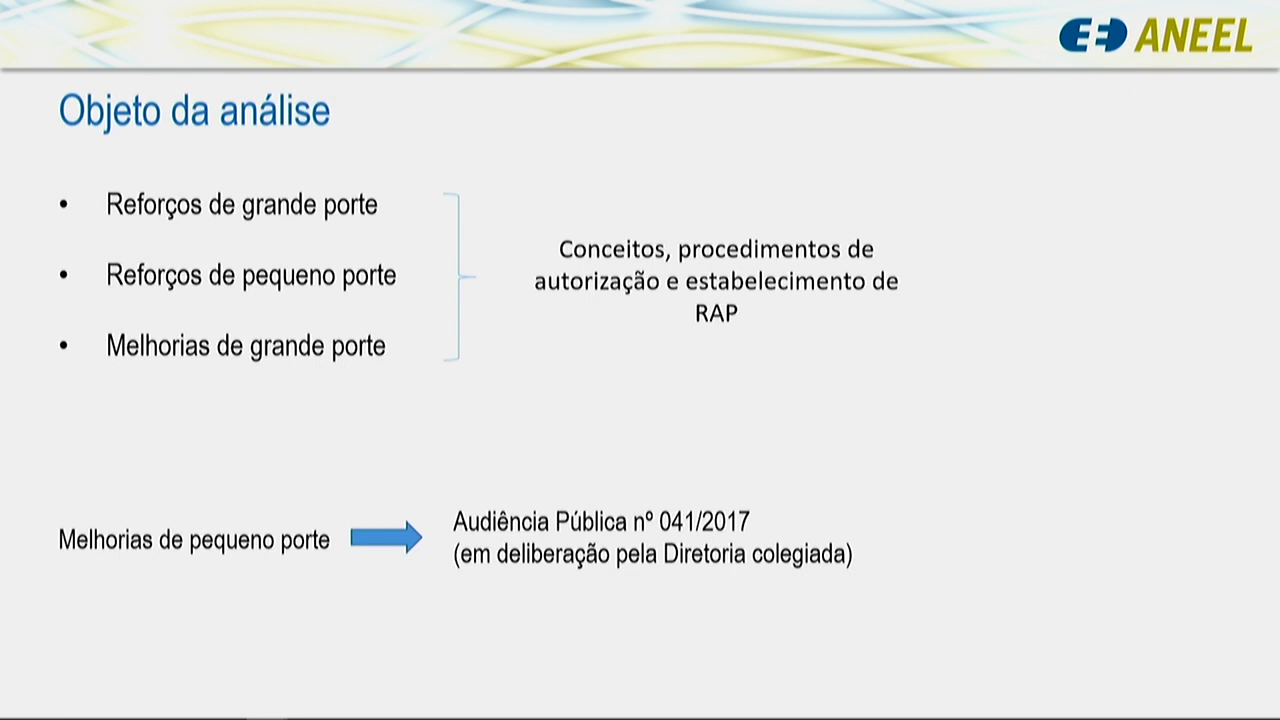 ANEEL
Objeto da análise
• Reforços de grande porte
• Reforços de pequeno porte
• Melhorias de grande porte
Conceitos, procedimentos de
autorização e estabelecimento de
RAP
Melhorias de pequeno porte
Audiência Pública nº 041/2017
(em deliberação pela Diretoria colegiada)